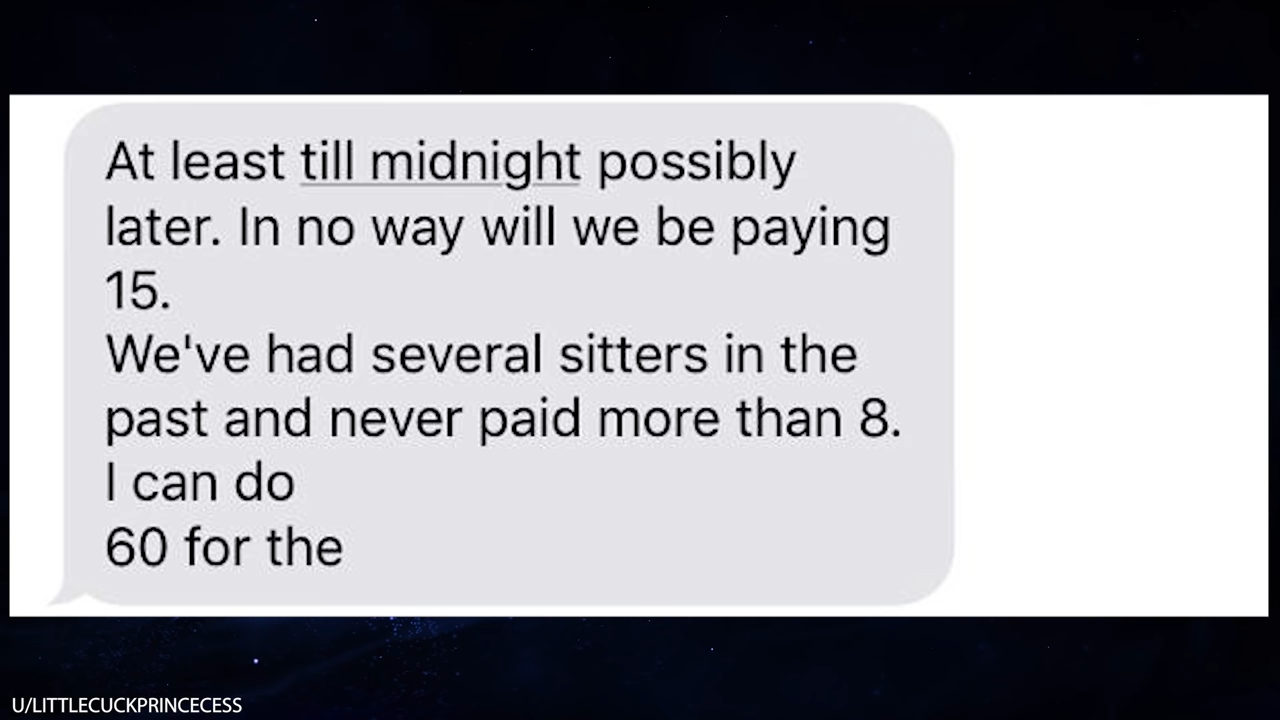 At least till midnight possibly
later. In no way will we be paying
15.
We've had several sitters in the
past and never paid more than 8.
I can do
60 for the
U/LITTLECUCKPRINCECESS